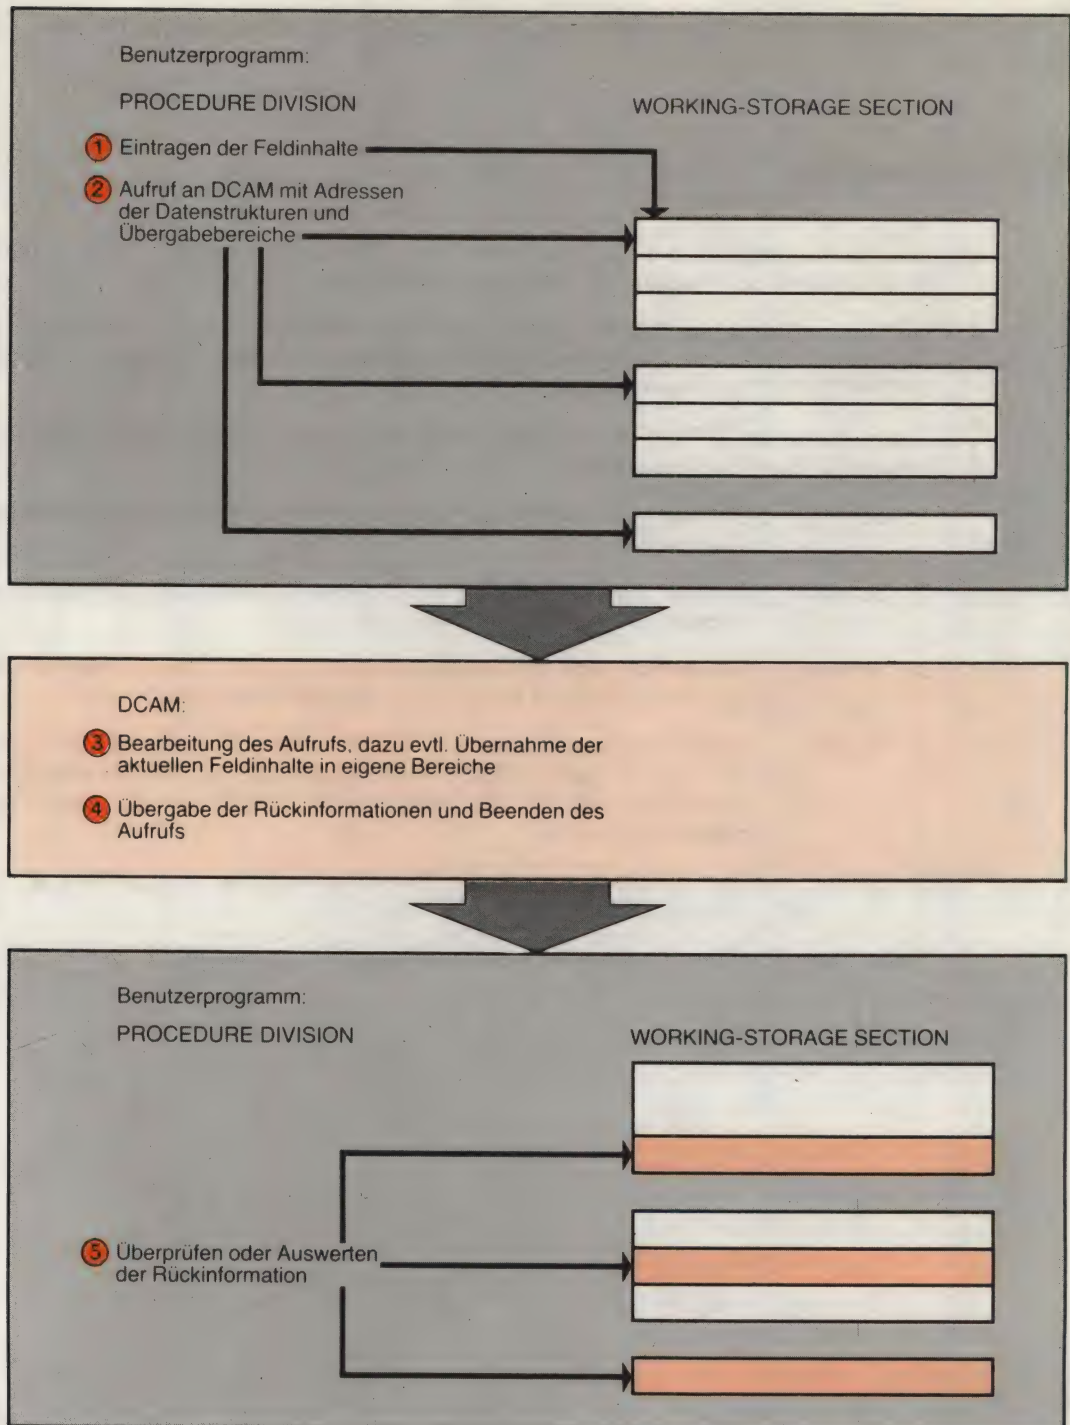 Benutzerprogramm:
PROCEDURE DIVISION
WORKING-STORAGE SECTION
1 Eintragen der Feldinhalte
2 Aufruf an DCAM mit Adressen
der Datenstrukturen und
Übergabebereiche
DCAM:
3 Bearbeitung des Aufrufs, dazu evtl. Übernahme der
aktuellen Feldinhalte in eigene Bereiche
4 Übergabe der Rückinformationen und Beenden des
Aufrufs
Benutzerprogramm:
PROCEDURE DIVISION
WORKING-STORAGE SECTION
5 Überprüfen oder Auswerten
der Rückinformation